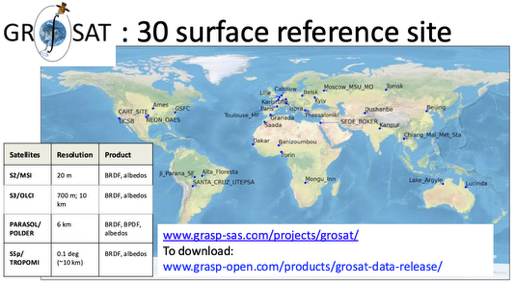 GR SAT : 30 surface reference site
Lille
Cabauw
Belsk
Moscow_MSU_MO
Tomsk
Kyiv
Paris
Ispra
Toulouse_MF
Thessaloniki
Dushanbe
Beijing
CART_SITE
Ames
GSFC
UCSB
NEON_OAES
Granada
Saada
SEDE_BOKER
Kanpur
Chiang_Mai_Met_Sta
Dakar
Banizoumbou
Ilorin
Ji_Parana_SE
Alta_Floresta
SANTA_CRUZ_UTEPSA
Mongu_Inn
Lake_Argyle
Lucinda
Satellites Resolution Product
S2/MSI 20 m BRDF, albedos
S3/OLCI 700 m; 10 km BRDF, albedos
PARASOL/POLDER 6 km BRDF, BPDF, albedos
S5p/TROPOMI 0.1 deg (~10 km) BRDF, albedos
www.grasp-sas.com/projects/grosat/
To download:
www.grasp-open.com/products/grosat-data-release/